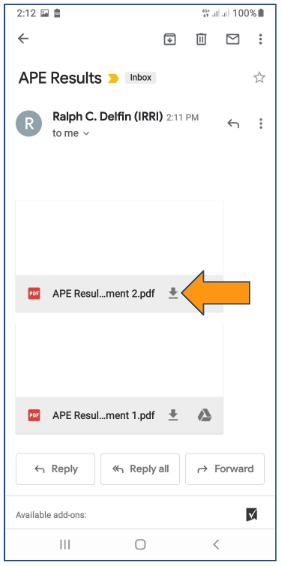 2:12 100%
APE Results Inbox
R Ralph C. Delfin (IRRI) 2:11 PM
to me
PDF APE Resul...ment 2.pdf
PDF APE Resul...ment 1.pdf
Reply Reply all Forward
Available add-ons: